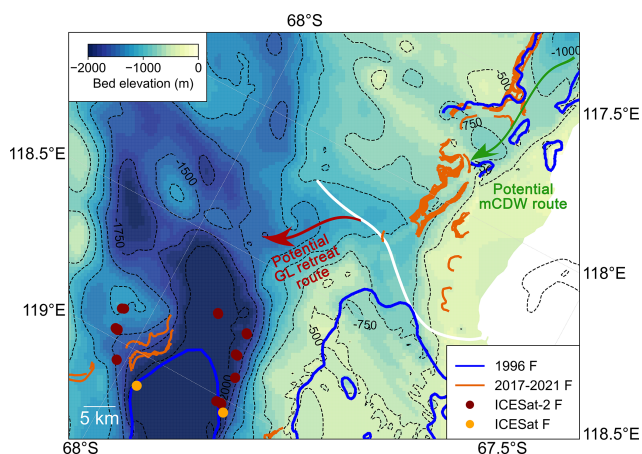 68°S
−2000 −1000 0
Bed elevation (m)
-1000
-500
117.5°E
-750
118.5°E
-1500
Potential
mCDW route
-1750
Potential
GL retreat
route
118°E
119°E
-500
-750
1996 F
2017-2021 F
ICESat-2 F
ICESat F
-2000
5 km
118.5°E
68°S
67.5°S